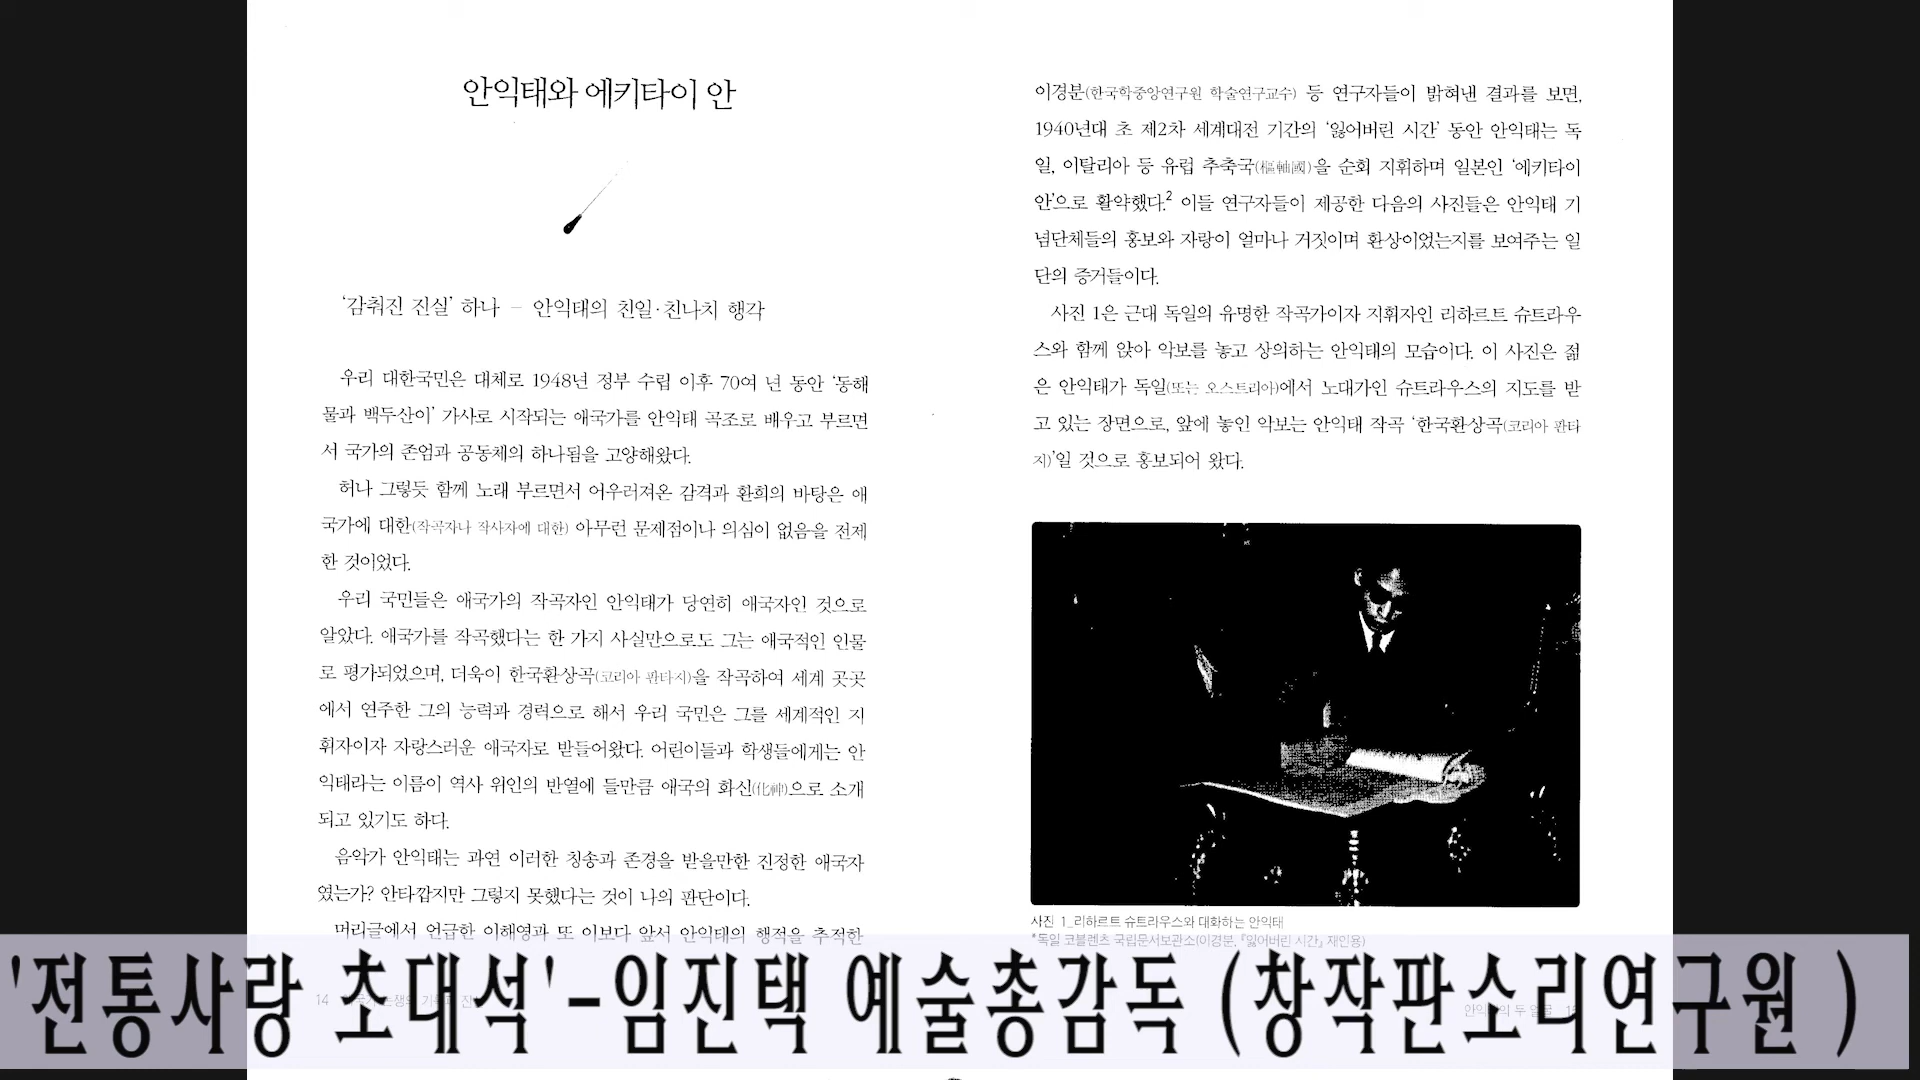 안익태와 에키타이 안
‘감춰진 진실’ 하나 – 안익태의 친일·친나치 행각
우리 대한국민은 대체로 1948년 정부 수립 이후 70여 년 동안 ‘동해
물과 백두산이’ 가사로 시작되는 애국가를 안익태 곡조로 배우고 부르면
서 국가의 존엄과 공동체의 하나됨을 고양해왔다.
허나 그렇듯 함께 노래 부르면서 어우러져온 감격과 환희의 바탕은 애
국가에 대한(작곡자나 작사자에 대한) 아무런 문제점이나 의심이 없음을 전제
한 것이었다.
우리 국민들은 애국가의 작곡자인 안익태가 당연히 애국자인 것으로
알았다. 애국가를 작곡했다는 한 가지 사실만으로도 그는 애국적인 인물
로 평가되었으며, 더욱이 한국환상곡(코리아 판타지)을 작곡하여 세계 곳곳
에서 연주한 그의 능력과 경력으로 해서 우리 국민은 그를 세계적인 지
휘자이자 자랑스러운 애국자로 받들어왔다. 어린이들과 학생들에게는 안
익태라는 이름이 역사 위인의 반열에 들만큼 애국의 화신(化神)으로 소개
되고 있기도 하다.
음악가 안익태는 과연 이러한 칭송과 존경을 받을만한 진정한 애국자
였는가? 안타깝지만 그렇지 못했다는 것이 나의 판단이다.
머리글에서 언급한 이해영과 또 이보다 앞서 안익태의 행적을 추적한
14
이경분(한국학중앙연구원 학술연구교수) 등 연구자들이 밝혀낸 결과를 보면,
1940년대 초 제2차 세계대전 기간의 ‘잃어버린 시간’ 동안 안익태는 독
일, 이탈리아 등 유럽 추축국(樞軸國)을 순회 지휘하며 일본인 ‘에키타이
안’으로 활약했다.2 이들 연구자들이 제공한 다음의 사진들은 안익태 기
념단체들의 홍보와 자랑이 얼마나 거짓이며 환상이었는지를 보여주는 일
단의 증거들이다.
사진 1은 근대 독일의 유명한 작곡가이자 지휘자인 리하르트 슈트라우
스와 함께 앉아 악보를 놓고 상의하는 안익태의 모습이다. 이 사진은 젊
은 안익태가 독일(또는 오스트리아)에서 노대가인 슈트라우스의 지도를 받
고 있는 장면으로, 앞에 놓인 악보는 안익태 작곡 ‘한국환상곡(코리아 판타
지)’일 것으로 홍보되어 왔다.
사진 1_리하르트 슈트라우스와 대화하는 안익태
*독일 코블렌츠 국립문서보관소(이경분, 『잃어버린 시간』 재인용)
'전통사랑 초대석'-임진택 예술총감독 (창작판소리연구원 )